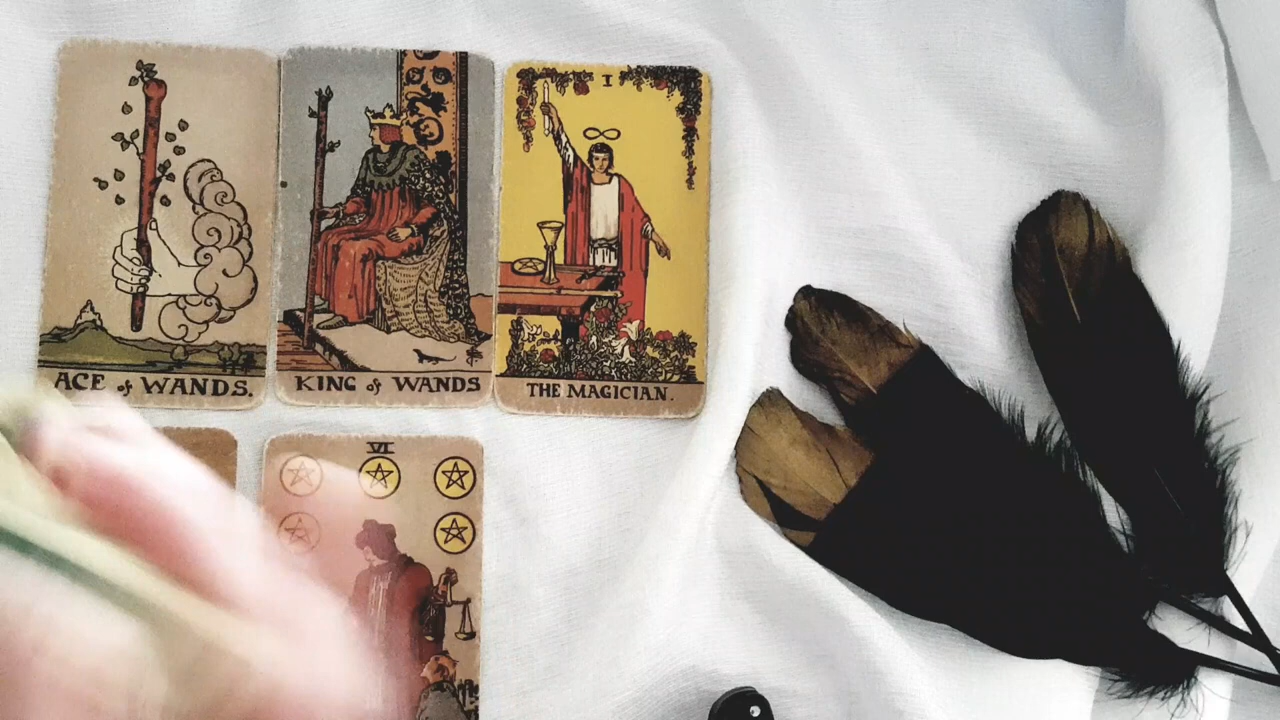 I
ACE of WANDS.
KING of WANDS
THE MAGICIAN.
VI